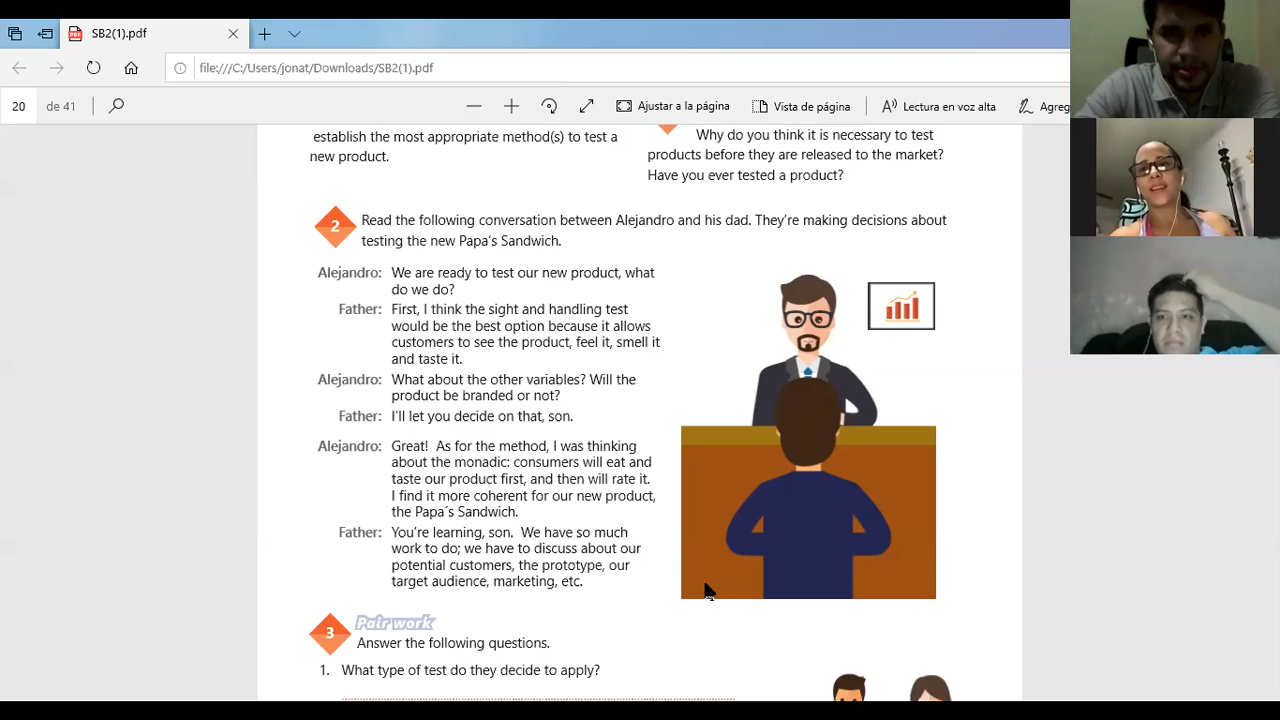 SB2(1).pdf
file:///C:/Users/jonat/Downloads/SB2(1).pdf
20 de 41 Ajustar a la página Vista de página Lectura en voz alta Agreg
establish the most appropriate method(s) to test a
new product.
Why do you think it is necessary to test
products before they are released to the market?
Have you ever tested a product?
2 Read the following conversation between Alejandro and his dad. They're making decisions about
testing the new Papa's Sandwich.
Alejandro: We are ready to test our new product, what
do we do?
Father: First, I think the sight and handling test
would be the best option because it allows
customers to see the product, feel it, smell it
and taste it.
Alejandro: What about the other variables? Will the
product be branded or not?
Father: I'll let you decide on that, son.
Alejandro: Great! As for the method, I was thinking
about the monadic: consumers will eat and
taste our product first, and then will rate it.
I find it more coherent for our new product,
the Papa´s Sandwich.
Father: You're learning, son. We have so much
work to do; we have to discuss about our
potential customers, the prototype, our
target audience, marketing, etc.
3 Pair work
Answer the following questions.
1. What type of test do they decide to apply?